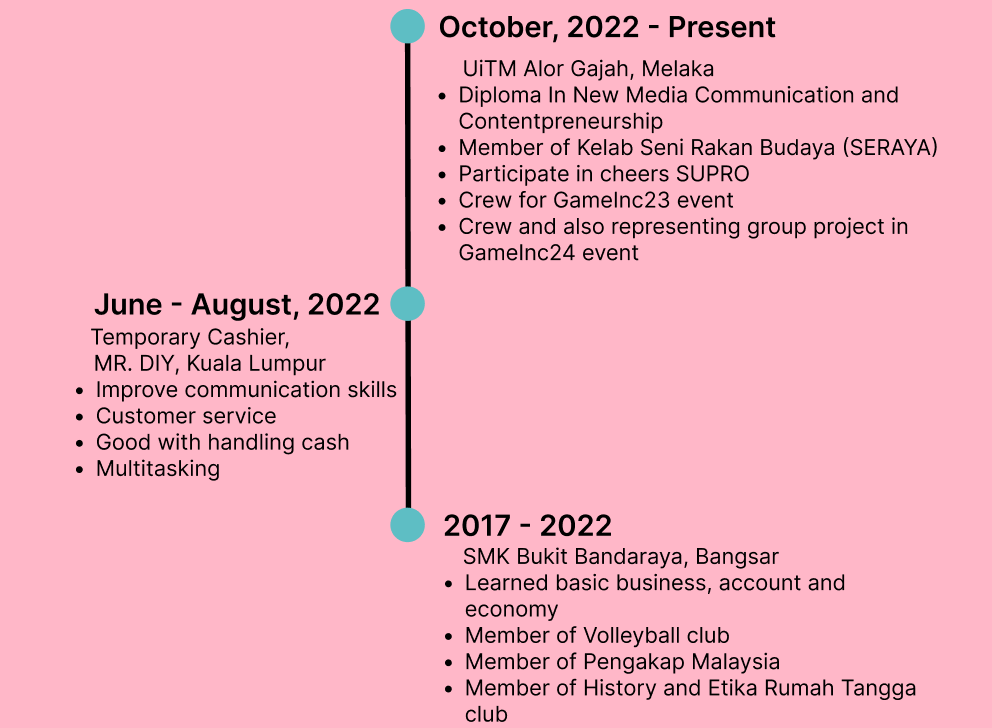 October, 2022 - Present
UiTM Alor Gajah, Melaka
• Diploma In New Media Communication and
Contentpreneurship
• Member of Kelab Seni Rakan Budaya (SERAYA)
• Participate in cheers SUPRO
• Crew for GameInc23 event
• Crew and also representing group project in
GameInc24 event
June - August, 2022
Temporary Cashier,
MR. DIY, Kuala Lumpur
• Improve communication skills
• Customer service
• Good with handling cash
• Multitasking
2017 - 2022
SMK Bukit Bandaraya, Bangsar
• Learned basic business, account and
economy
• Member of Volleyball club
• Member of Pengakap Malaysia
• Member of History and Etika Rumah Tangga
club